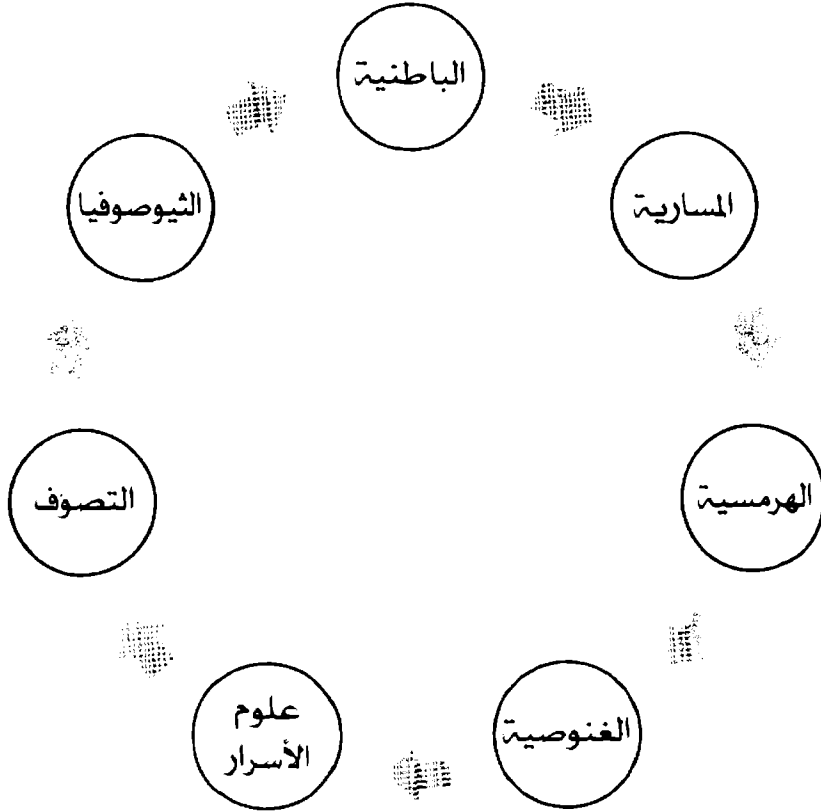 الباطنية
المسارية
الهرمسية
الغنوصية
علوم
الأسرار
التصوف
الثيوصوفيا